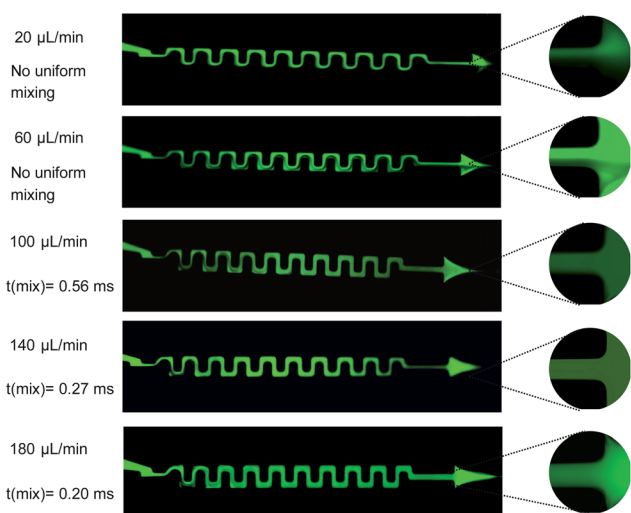 20 µL/min
No uniform
mixing
60 µL/min
No uniform
mixing
100 µL/min
t(mix)= 0.56 ms
140 µL/min
t(mix)= 0.27 ms
180 µL/min
t(mix)= 0.20 ms